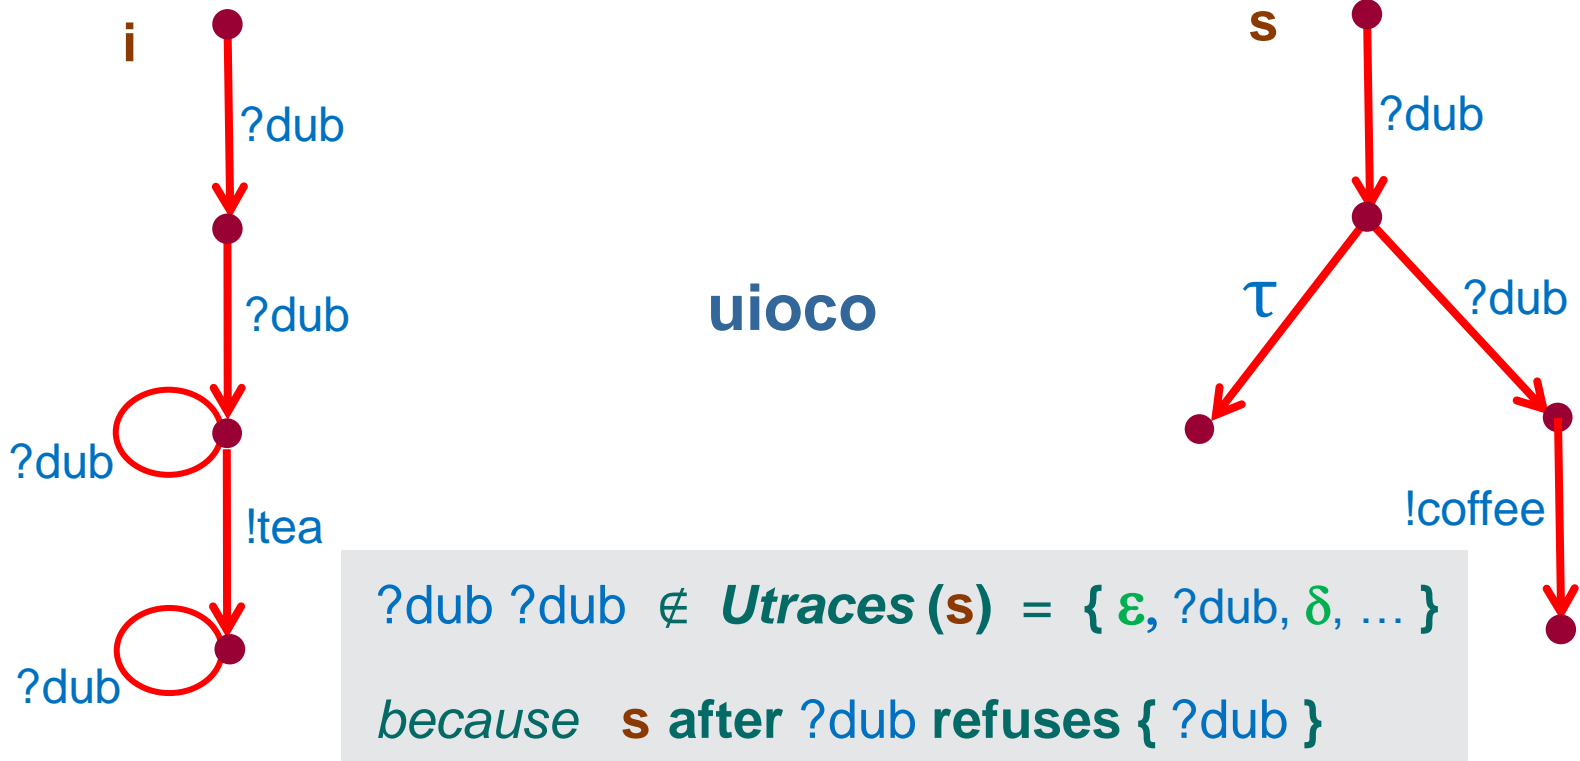 i
s
?dub
?dub
?dub
τ
?dub
uioco
?dub
!tea
!coffee
?dub
?dub ?dub ∉ Utraces (s) = { ε, ?dub, δ, … }
because s after ?dub refuses { ?dub }